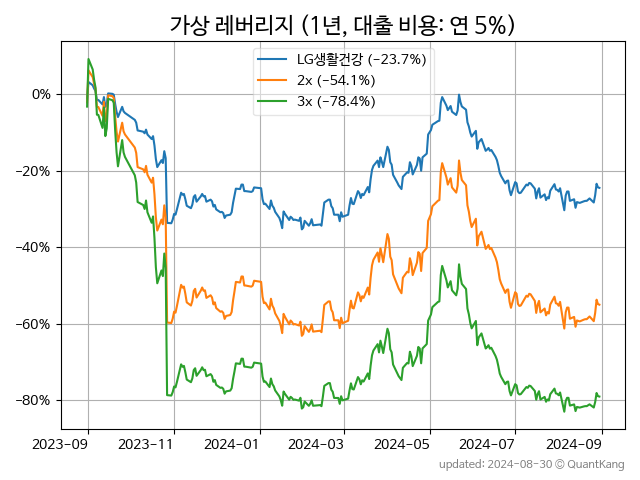 가상 레버리지 (1년, 대출 비용: 연 5%)
LG생활건강 (−23.7%)
2x (−54.1%)
3x (−78.4%)
0%
−20%
−40%
−60%
−80%
2023-09 2023-11 2024-01 2024-03 2024-05 2024-07 2024-09
updated: 2024-08-30 © QuantKang